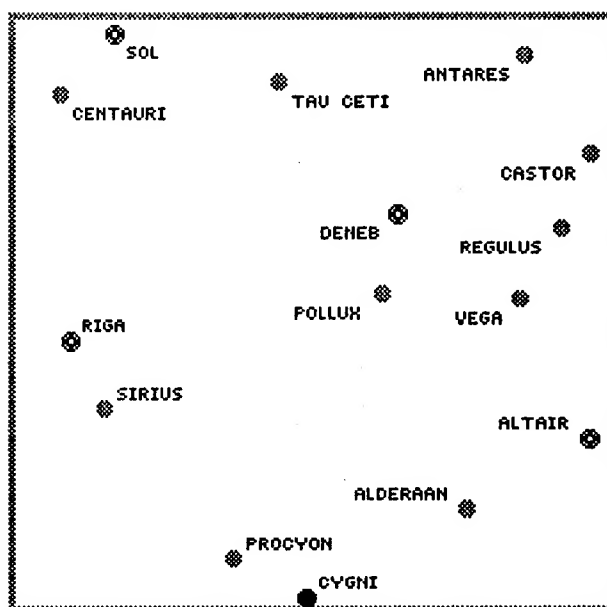 SOL
ANTARES
TAU CETI
CENTAURI
CASTOR
DENEB
REGULUS
POLLUX
VEGA
RIGA
SIRIUS
ALTAIR
ALDERAAN
PROCYON
CYGNI